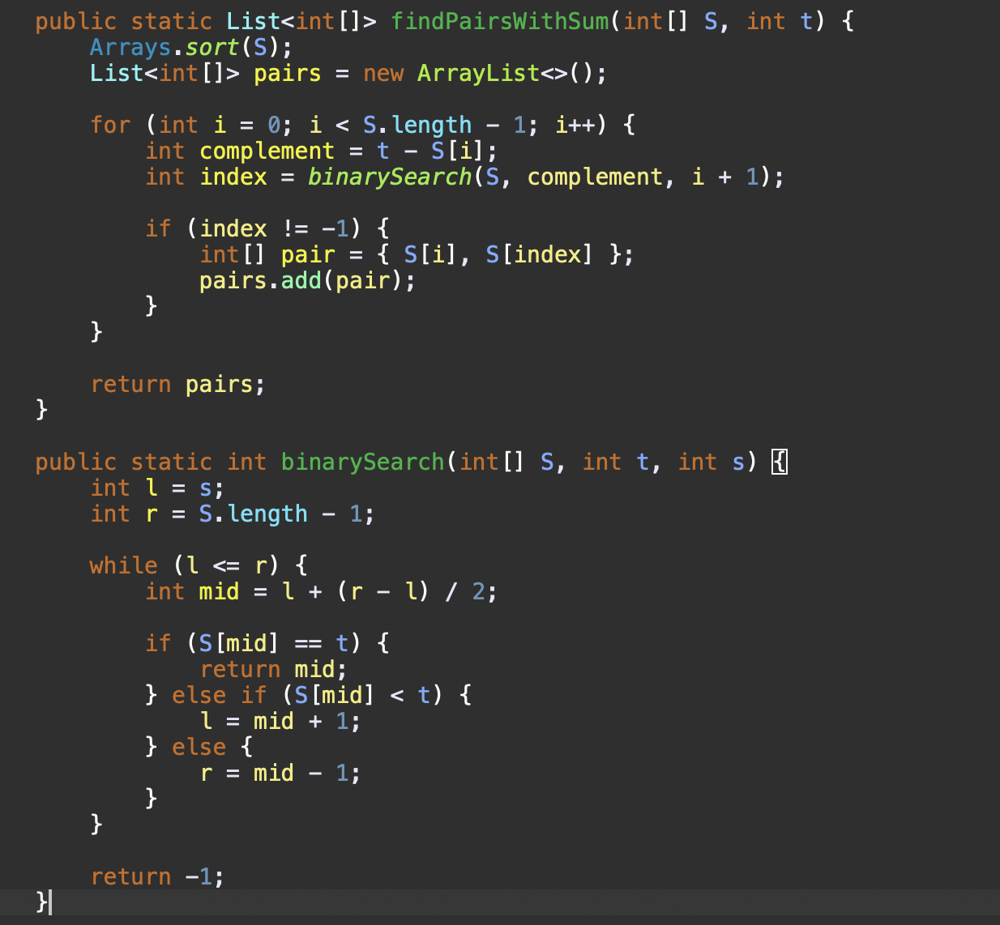 public static List<int[]> findPairsWithSum(int[] S, int t) {
    Arrays.sort(S);
    List<int[]> pairs = new ArrayList<>();

    for (int i = 0; i < S.length - 1; i++) {
        int complement = t - S[i];
        int index = binarySearch(S, complement, i + 1);

        if (index != -1) {
            int[] pair = { S[i], S[index] };
            pairs.add(pair);
        }
    }

    return pairs;
}

public static int binarySearch(int[] S, int t, int s) {
    int l = s;
    int r = S.length - 1;

    while (l <= r) {
        int mid = l + (r - l) / 2;

        if (S[mid] == t) {
            return mid;
        } else if (S[mid] < t) {
            l = mid + 1;
        } else {
            r = mid - 1;
        }
    }

    return -1;
}